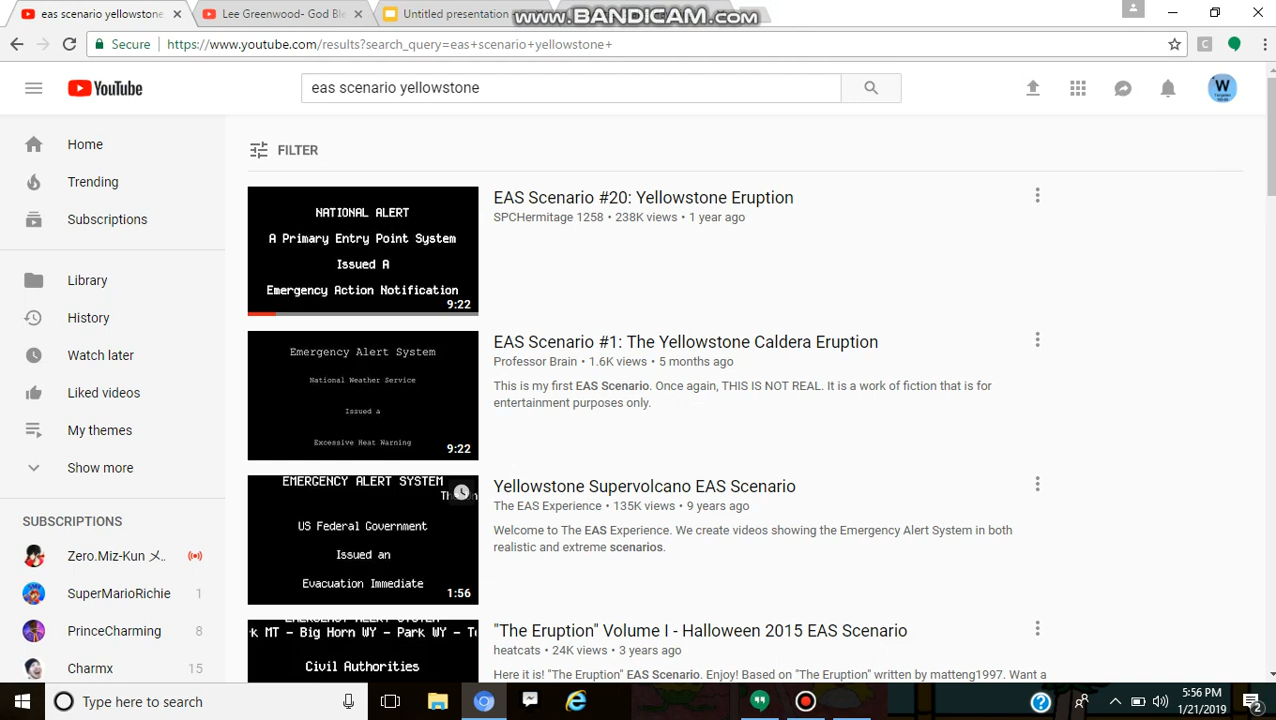 eas scenario yellowstone
Lee Greenwood- God Ble
Untitled presentation
www.BANDICAM.com
Secure
https://www.youtube.com/results?search_query=eas+scenario+yellowstone+
C
YouTube
eas scenario yellowstone
W
Home
Trending
Subscriptions
Library
History
Watch later
Liked videos
My themes
Show more
SUBSCRIPTIONS
Zero.Miz-Kun メ..
SuperMarioRichie 1
PrinceCharming 8
Charmx 15
FILTER
NATIONAL ALERT
A Primary Entry Point System
Issued A
Emergency Action Notification
9:22
EAS Scenario #20: Yellowstone Eruption
SPCHermitage 1258 • 238K views • 1 year ago
Emergency Alert System
National Weather Service
Issued a
Excessive Heat Warning
9:22
EAS Scenario #1: The Yellowstone Caldera Eruption
Professor Brain • 1.6K views • 5 months ago
This is my first EAS Scenario. Once again, THIS IS NOT REAL. It is a work of fiction that is for
entertainment purposes only.
EMERGENCY ALERT SYSTEM
US Federal Government
Issued an
Evacuation Immediate
1:56
Yellowstone Supervolcano EAS Scenario
The EAS Experience • 135K views • 9 years ago
Welcome to The EAS Experience. We create videos showing the Emergency Alert System in both
realistic and extreme scenarios.
EMERGENCY ALERT SYSTEM
MT - Big Horn WY - Park WY - T
Civil Authorities
"The Eruption" Volume I - Halloween 2015 EAS Scenario
heatcats • 24K views • 3 years ago
Here it is! "The Eruption" EAS Scenario. Enjoy! Based on "The Eruption" written by matteng1997. Want a
Type here to search
5:56 PM
1/21/2019
2